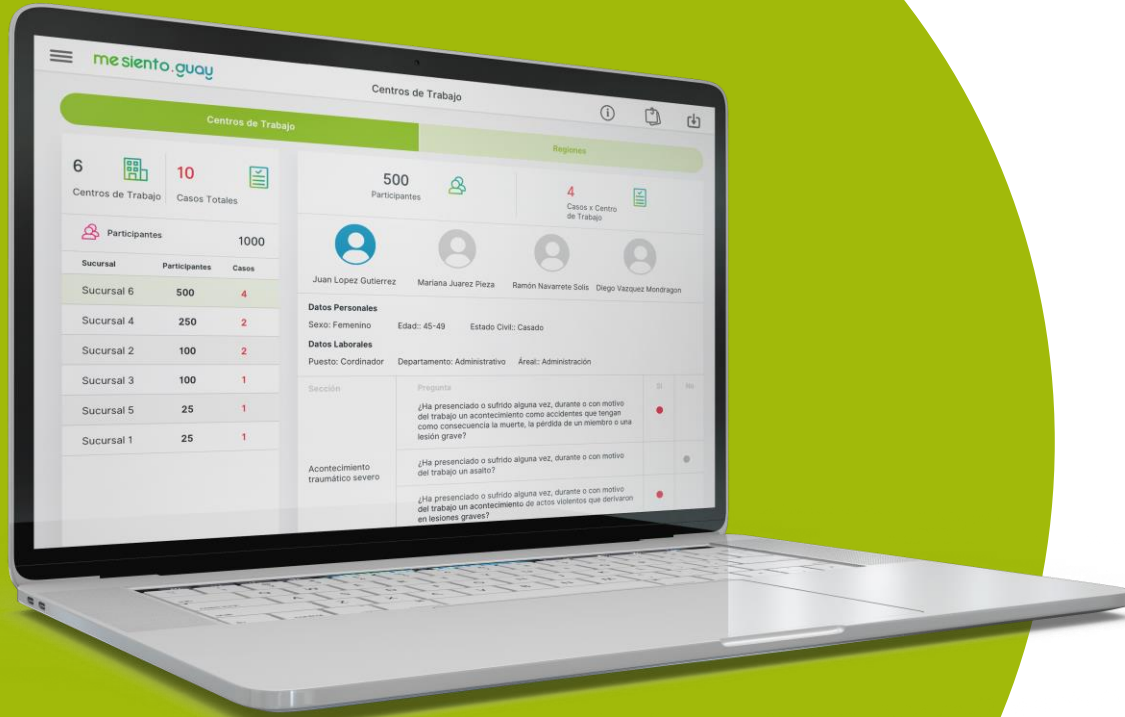 me siento.guay
Centros de Trabajo
Centros de Trabajo
Regiones
6
Centros de Trabajo
10
Casos Totales
Participantes
1000
Sucursal Participantes Casos
Sucursal 6 500 4
Sucursal 4 250 2
Sucursal 2 100 2
Sucursal 3 100 1
Sucursal 5 25 1
Sucursal 1 25 1
500
Participantes
4
Casos x Centro
de Trabajo
Juan Lopez Gutierrez
Mariana Juarez Pieza
Ramón Navarrete Solis
Diego Vazquez Mondragon
Datos Personales
Sexo: Femenino Edad:: 45-49 Estado Civil:: Casado
Datos Laborales
Puesto: Cordinador Departamento: Administrativo Áreal:: Administración
Sección Pregunta Si No
¿Ha presenciado o sufrido alguna vez, durante o con motivo
del trabajo un acontecimiento como accidentes que tengan
como consecuencia la muerte, la pérdida de un miembro o una
lesión grave?
Acontecimiento
traumático severo
¿Ha presenciado o sufrido alguna vez, durante o con motivo
del trabajo un asalto?
¿Ha presenciado o sufrido alguna vez, durante o con motivo
del trabajo un acontecimiento de actos violentos que derivaron
en lesiones graves?